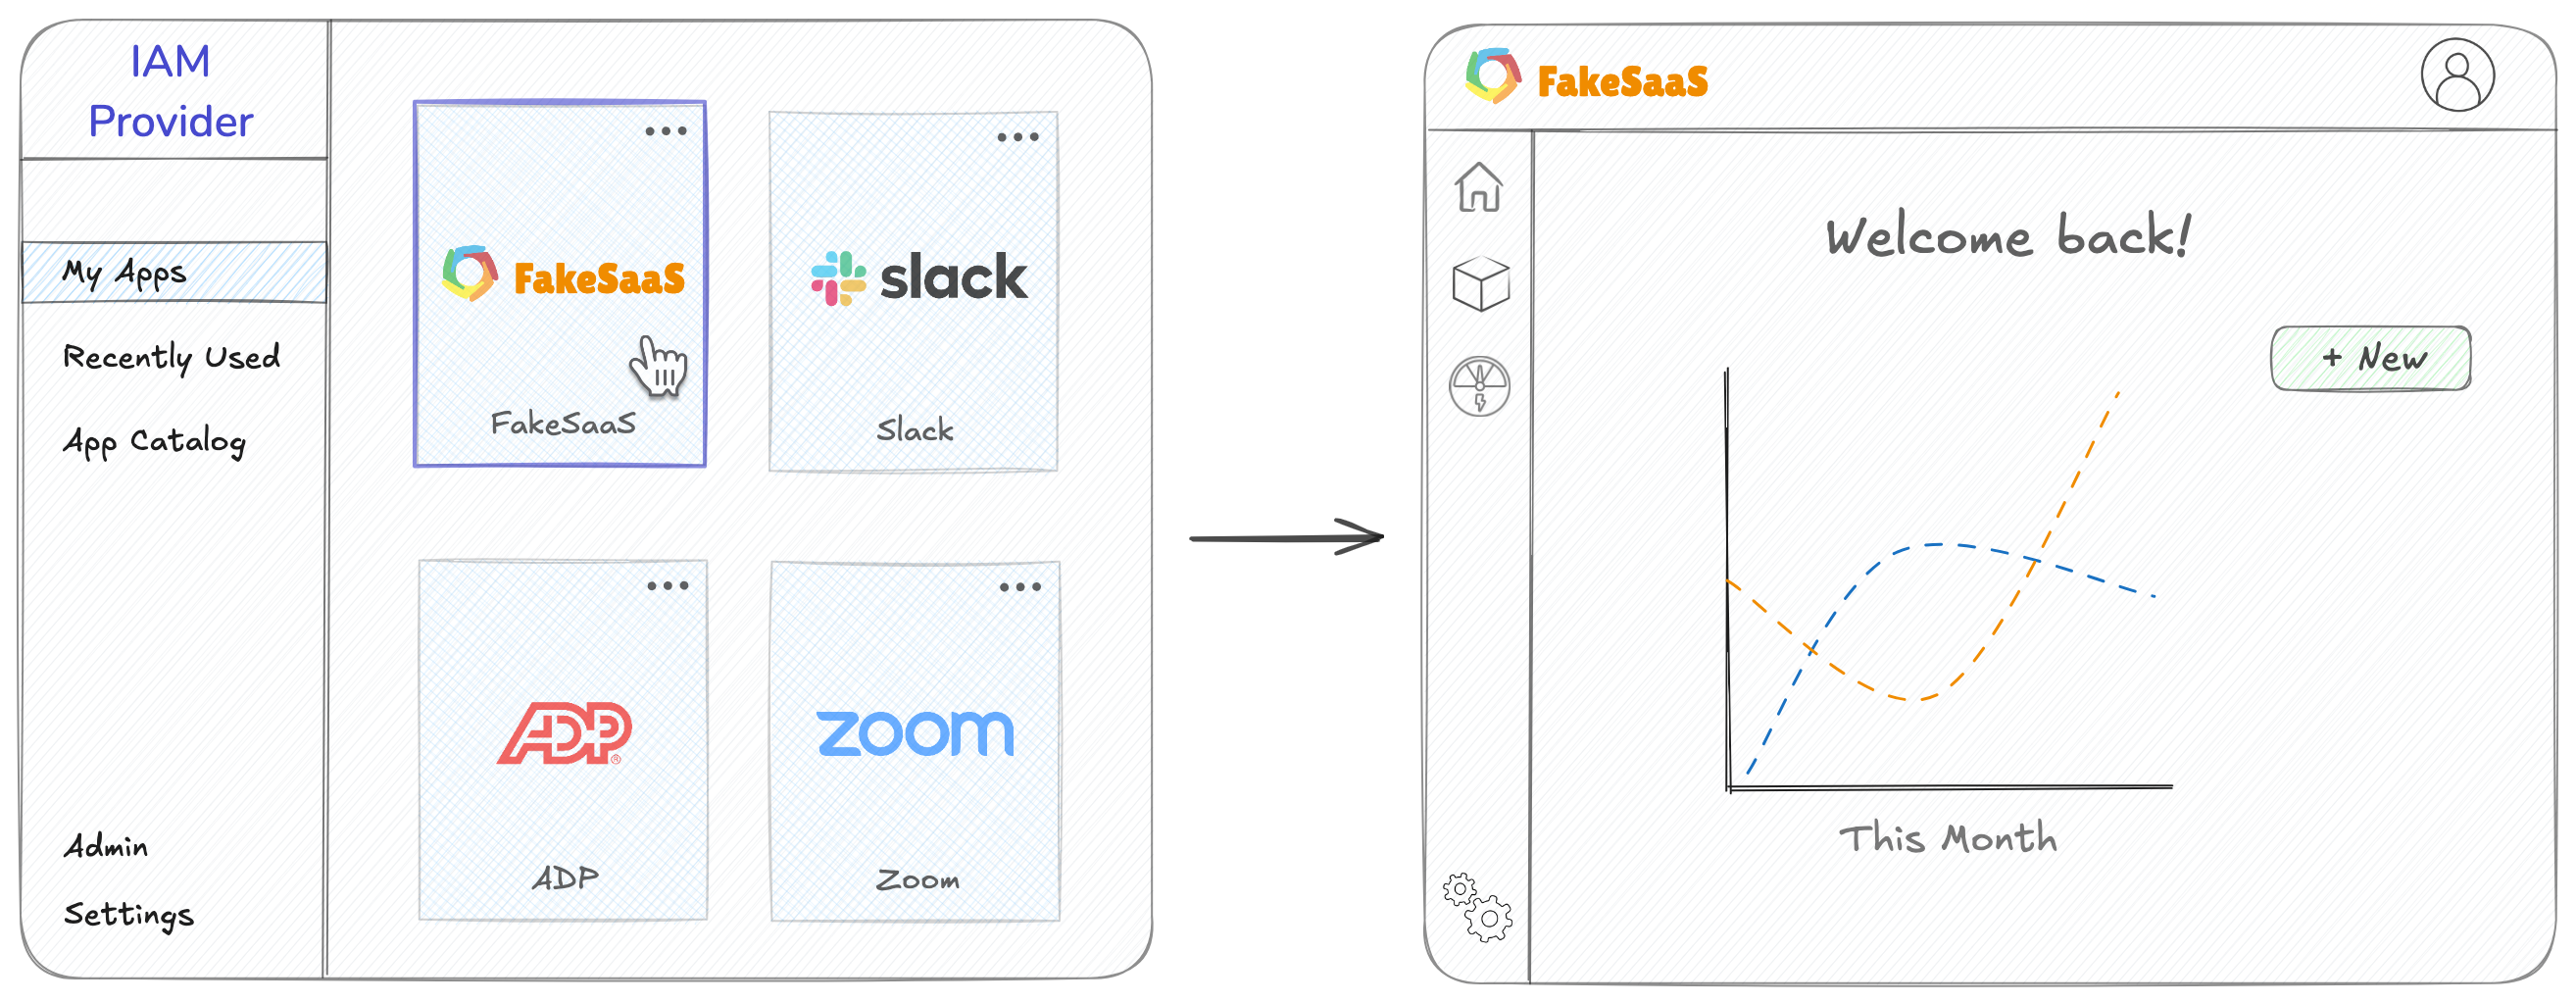 IAM
Provider
My Apps
Recently Used
App Catalog
Admin
Settings
FakeSaaS
FakeSaaS
slack
Slack
ADP®
ADP
zoom
Zoom
FakeSaaS
Welcome back!
+ New
This Month